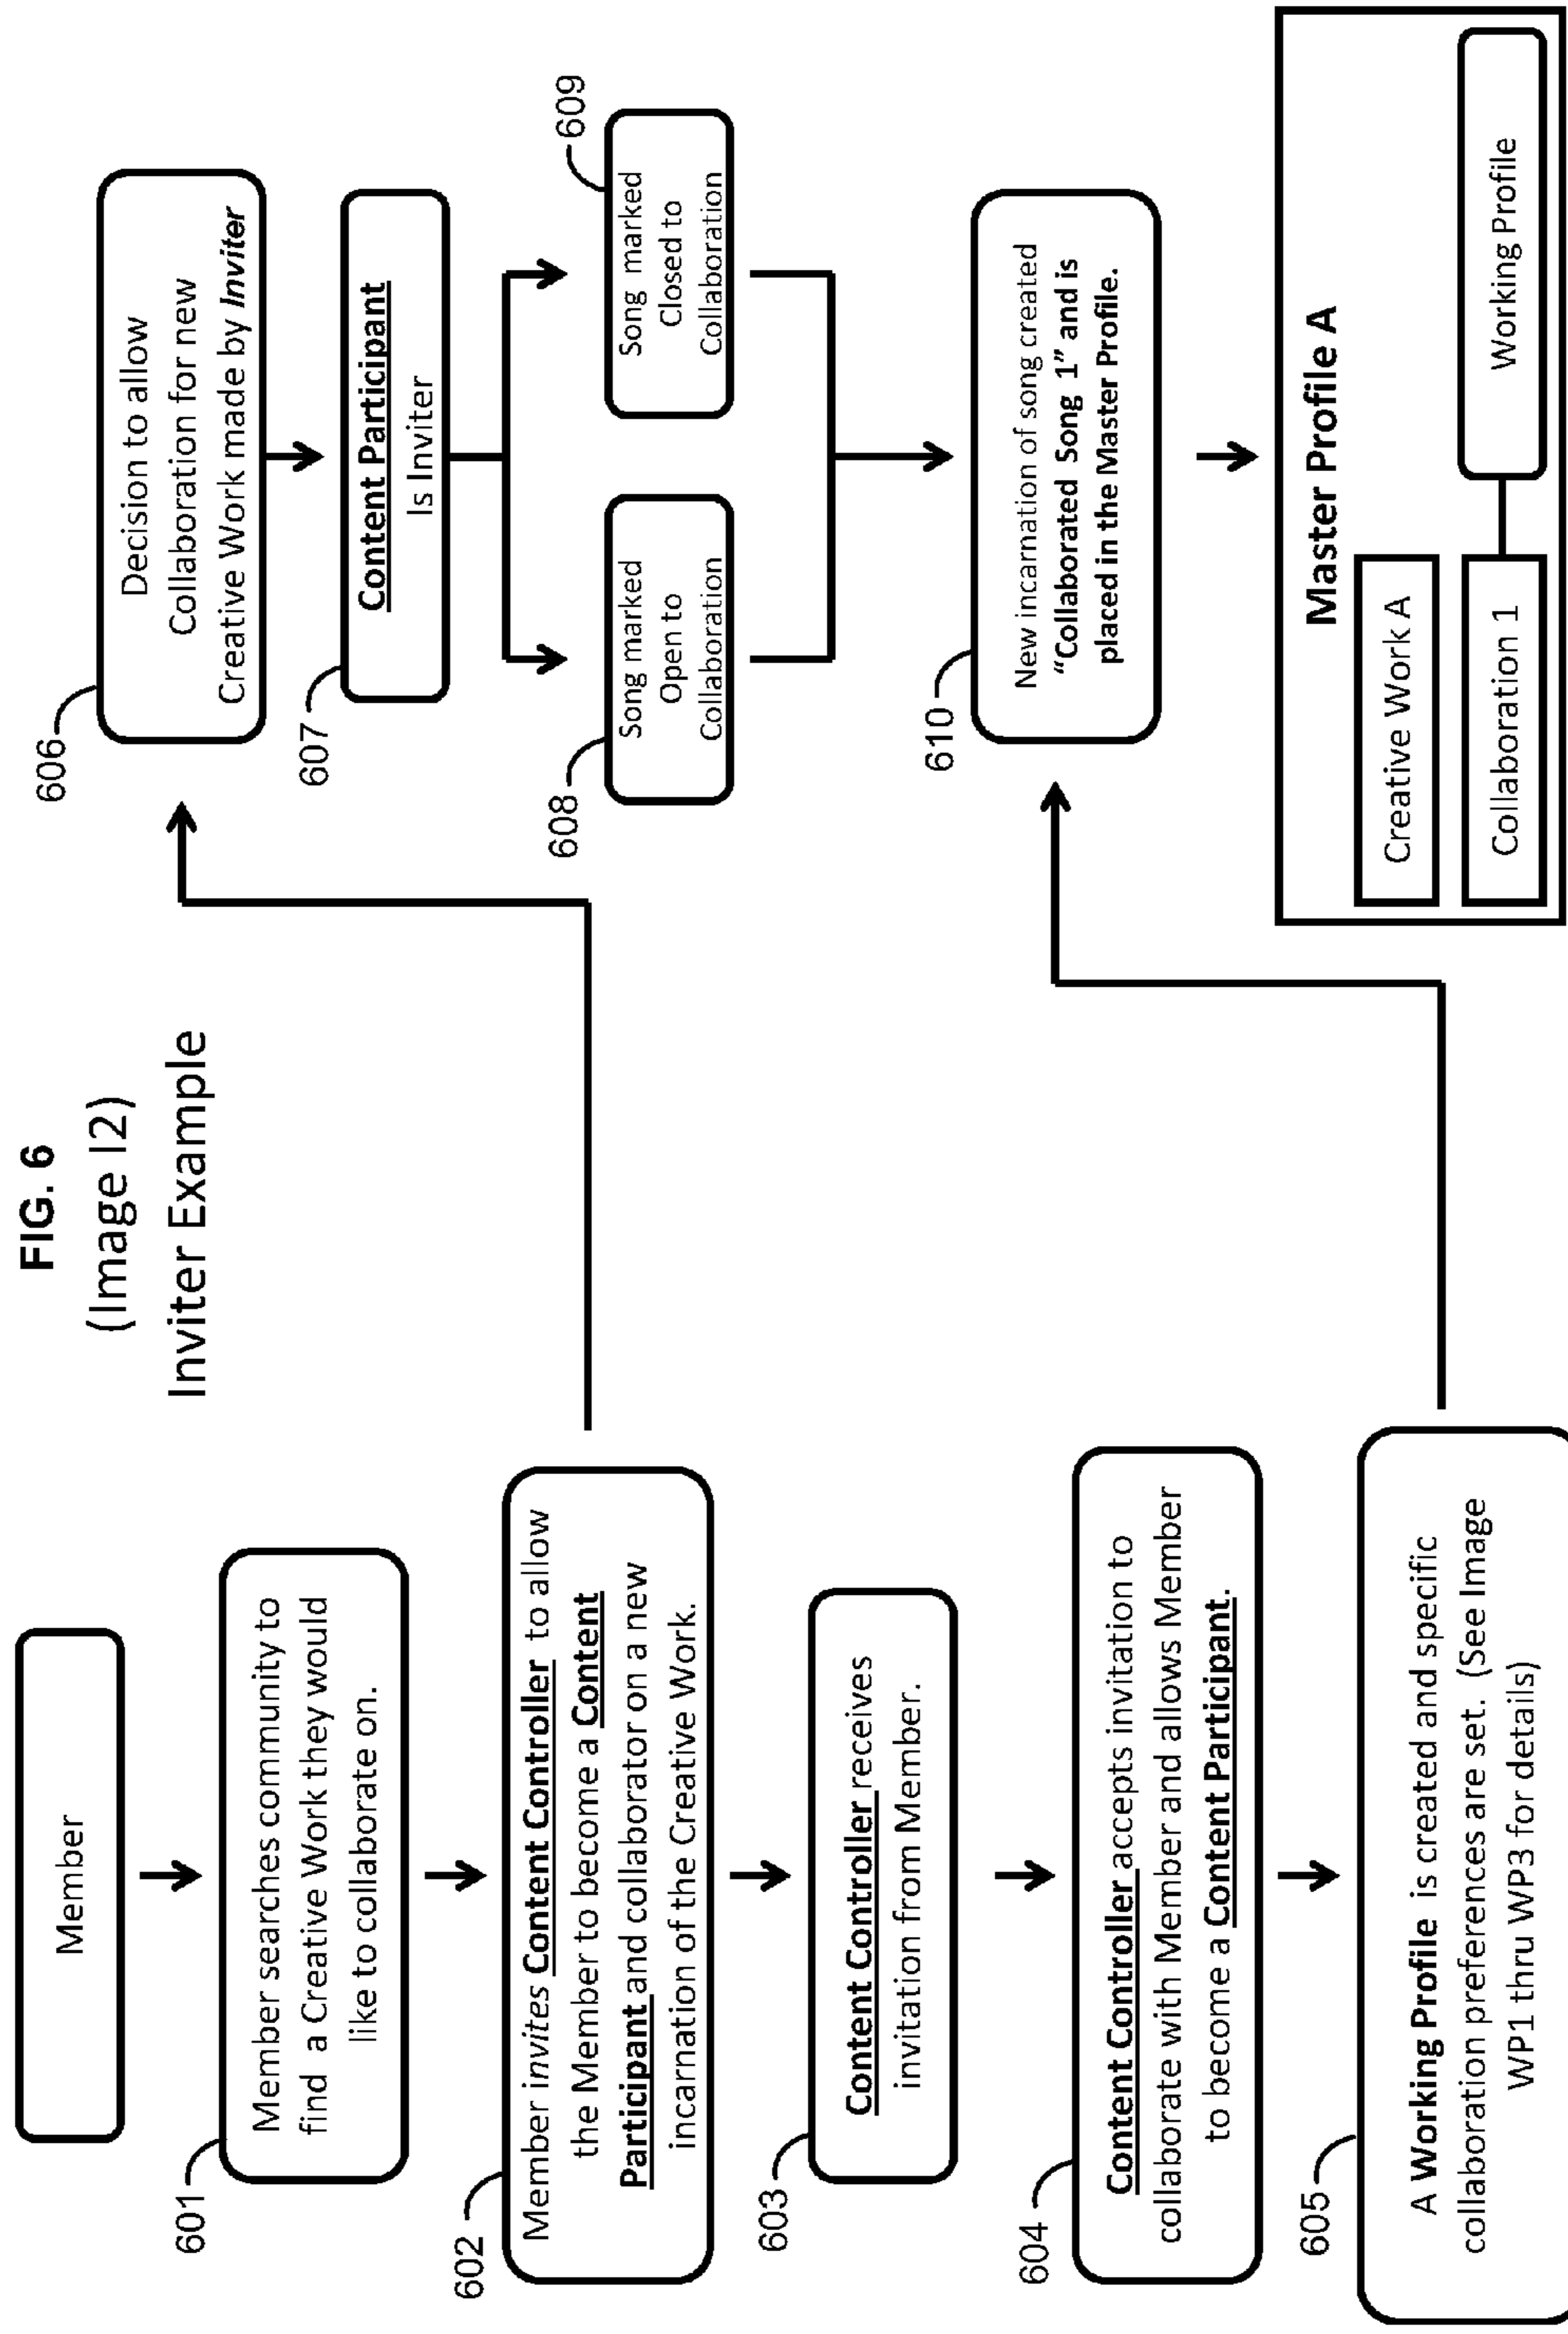 FIG. 6
(Image I2)
Inviter Example
Member
601
Member searches community to
find a Creative Work they would
like to collaborate on.
602
Member invites Content Controller to allow
the Member to become a Content
Participant and collaborator on a new
incarnation of the Creative Work.
603
Content Controller receives
invitation from Member.
604
Content Controller accepts invitation to
collaborate with Member and allows Member
to become a Content Participant.
605
A Working Profile is created and specific
collaboration preferences are set. (See Image
WP1 thru WP3 for details)
606
Decision to allow
Collaboration for new
Creative Work made by Inviter
607
Content Participant
Is Inviter
608
Song marked
Open to
Collaboration
609
Song marked
Closed to
Collaboration
610
New incarnation of song created
“Collaborated Song 1” and is
placed in the Master Profile.
Master Profile A
Creative Work A
Collaboration 1
Working Profile